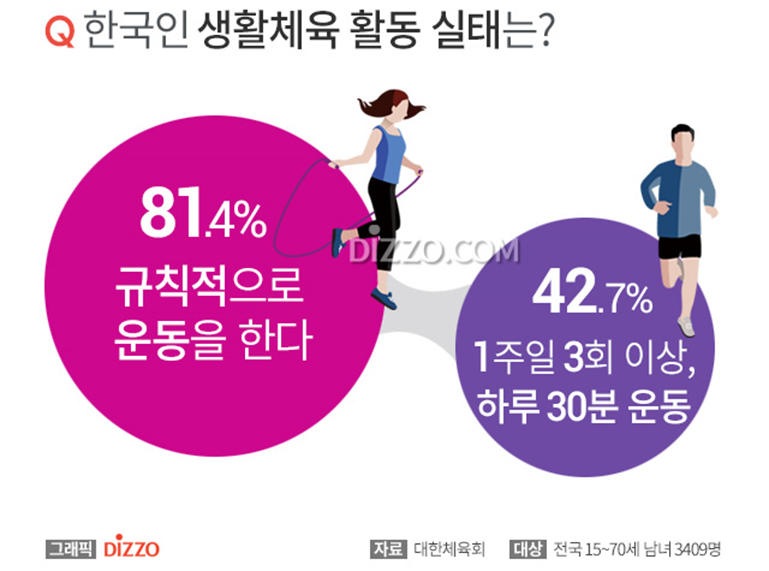 Q 한국인 생활체육 활동 실태는?
81.4%
규칙적으로
운동을 한다
DIZZO.COM
42.7%
1주일 3회 이상,
하루 30분 운동
그래픽 DIZZO
자료 대한체육회 대상 전국 15~70세 남녀 3409명